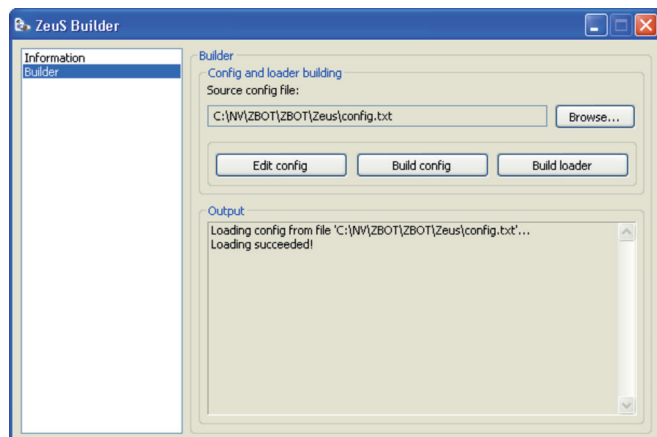 ZeuS Builder
Information
Builder
Builder
Config and loader building
Source config file:
C:\NV\ZBOT\ZBOT\Zeus\config.txt
Browse...
Edit config
Build config
Build loader
Output
Loading config from file 'C:\NV\ZBOT\ZBOT\Zeus\config.txt'...
Loading succeeded!